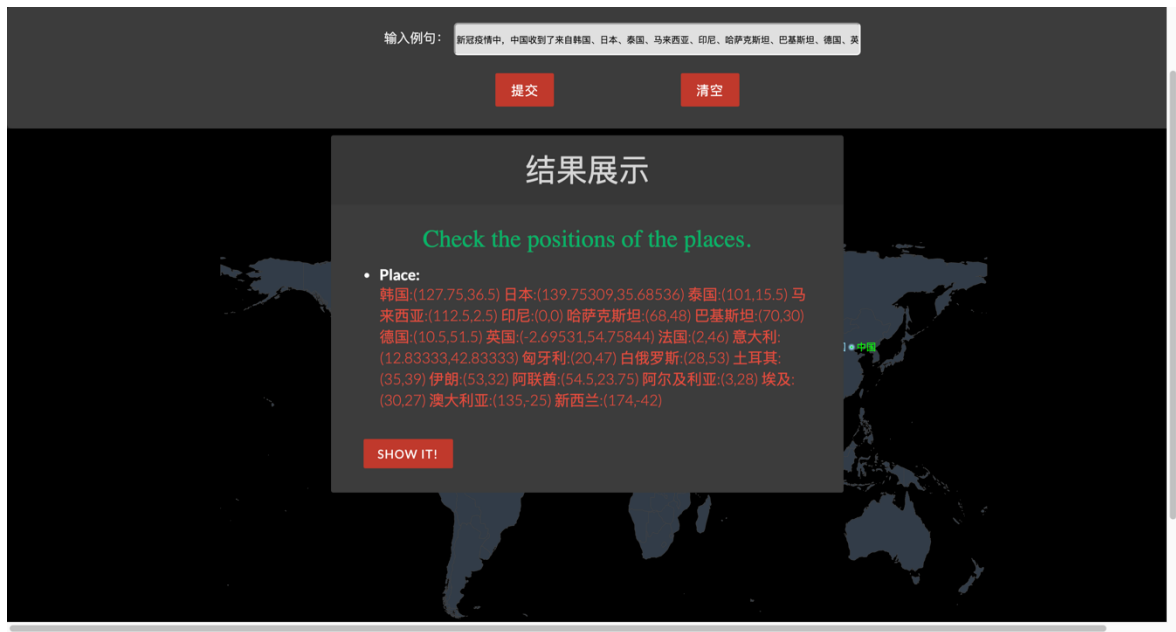 输入例句： 新冠疫情中，中国收到了来自韩国、日本、泰国、马来西亚、印尼、哈萨克斯坦、巴基斯坦、德国、英
提交 清空
结果展示
Check the positions of the places.
• Place:
韩国:(127.75,36.5) 日本:(139.75309,35.68536) 泰国:(101,15.5) 马
来西亚:(112.5,2.5) 印尼:(0,0) 哈萨克斯坦:(68,48) 巴基斯坦:(70,30)
德国:(10.5,51.5) 英国:(-2.69531,54.75844) 法国:(2,46) 意大利:
(12.83333,42.83333) 匈牙利:(20,47) 白俄罗斯:(28,53) 土耳其:
(35,39) 伊朗:(53,32) 阿联酋:(54.5,23.75) 阿尔及利亚:(3,28) 埃及:
(30,27) 澳大利亚:(135,-25) 新西兰:(174,-42)
中国
SHOW IT!